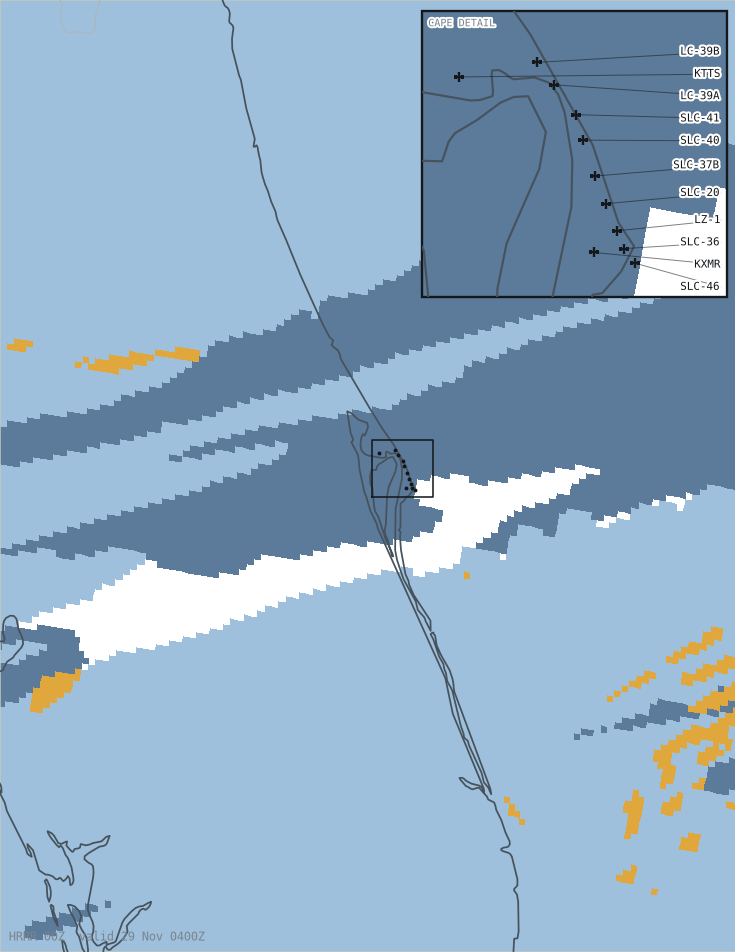 CAPE DETAIL
LC-39B
KTTS
LC-39A
SLC-41
SLC-40
SLC-37B
SLC-20
LZ-1
SLC-36
KXMR
SLC-46
HRRR 00Z valid 29 Nov 0400Z